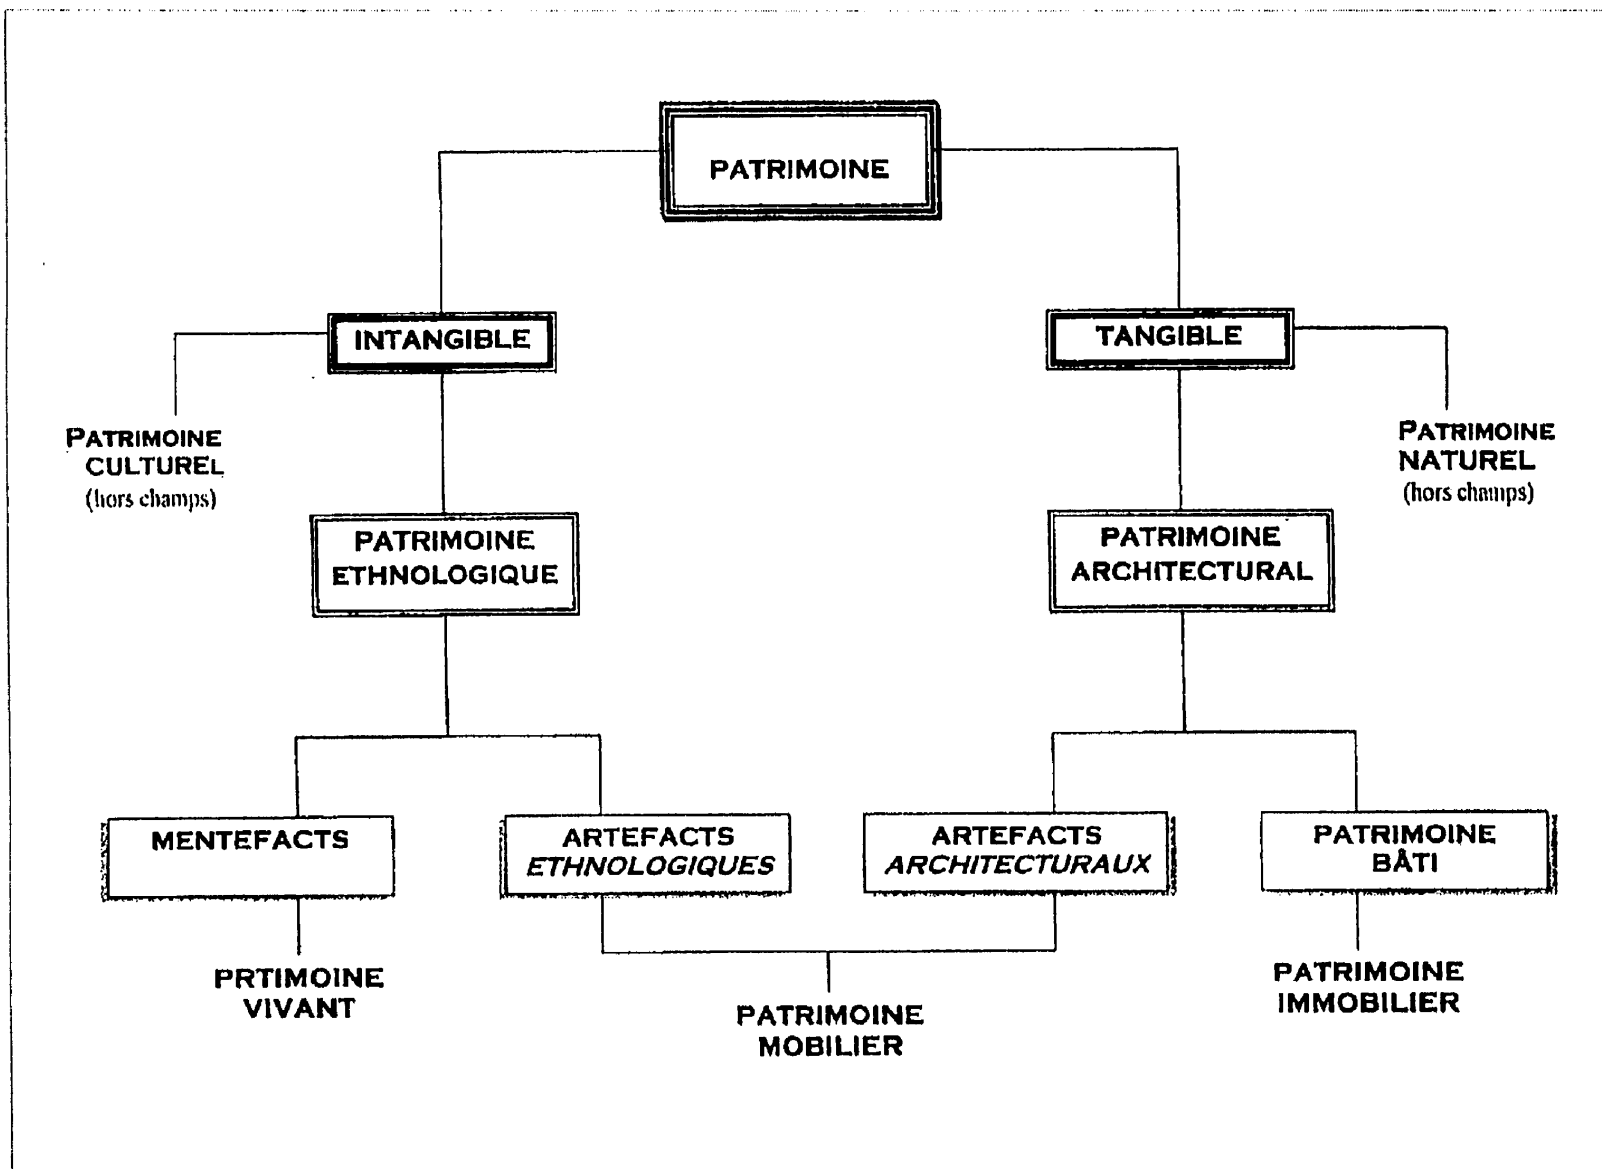 PATRIMOINE
INTANGIBLE
TANGIBLE
PATRIMOINE
CULTUREL
(hors champs)
PATRIMOINE
NATUREL
(hors champs)
PATRIMOINE
ETHNOLOGIQUE
PATRIMOINE
ARCHITECTURAL
MENTEFACTS
ARTEFACTS
ETHNOLOGIQUES
ARTEFACTS
ARCHITECTURAUX
PATRIMOINE
BÂTI
PRTIMOINE
VIVANT
PATRIMOINE
MOBILIER
PATRIMOINE
IMMOBILIER